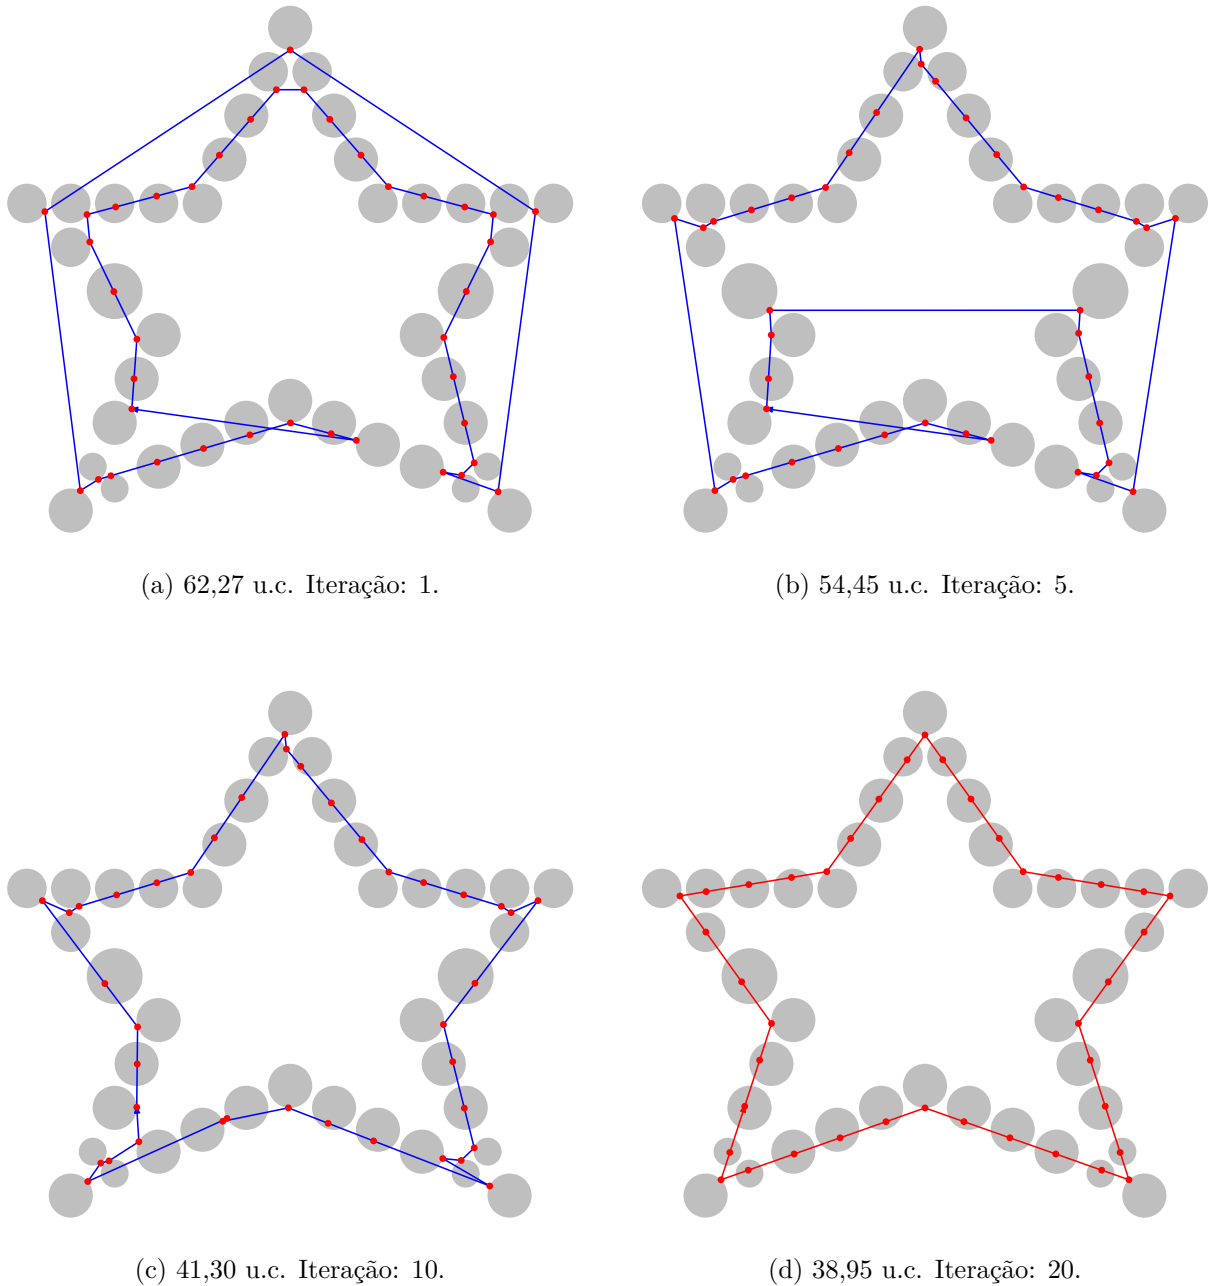 (a) 62,27 u.c. Iteração: 1.
(b) 54,45 u.c. Iteração: 5.
(c) 41,30 u.c. Iteração: 10.
(d) 38,95 u.c. Iteração: 20.